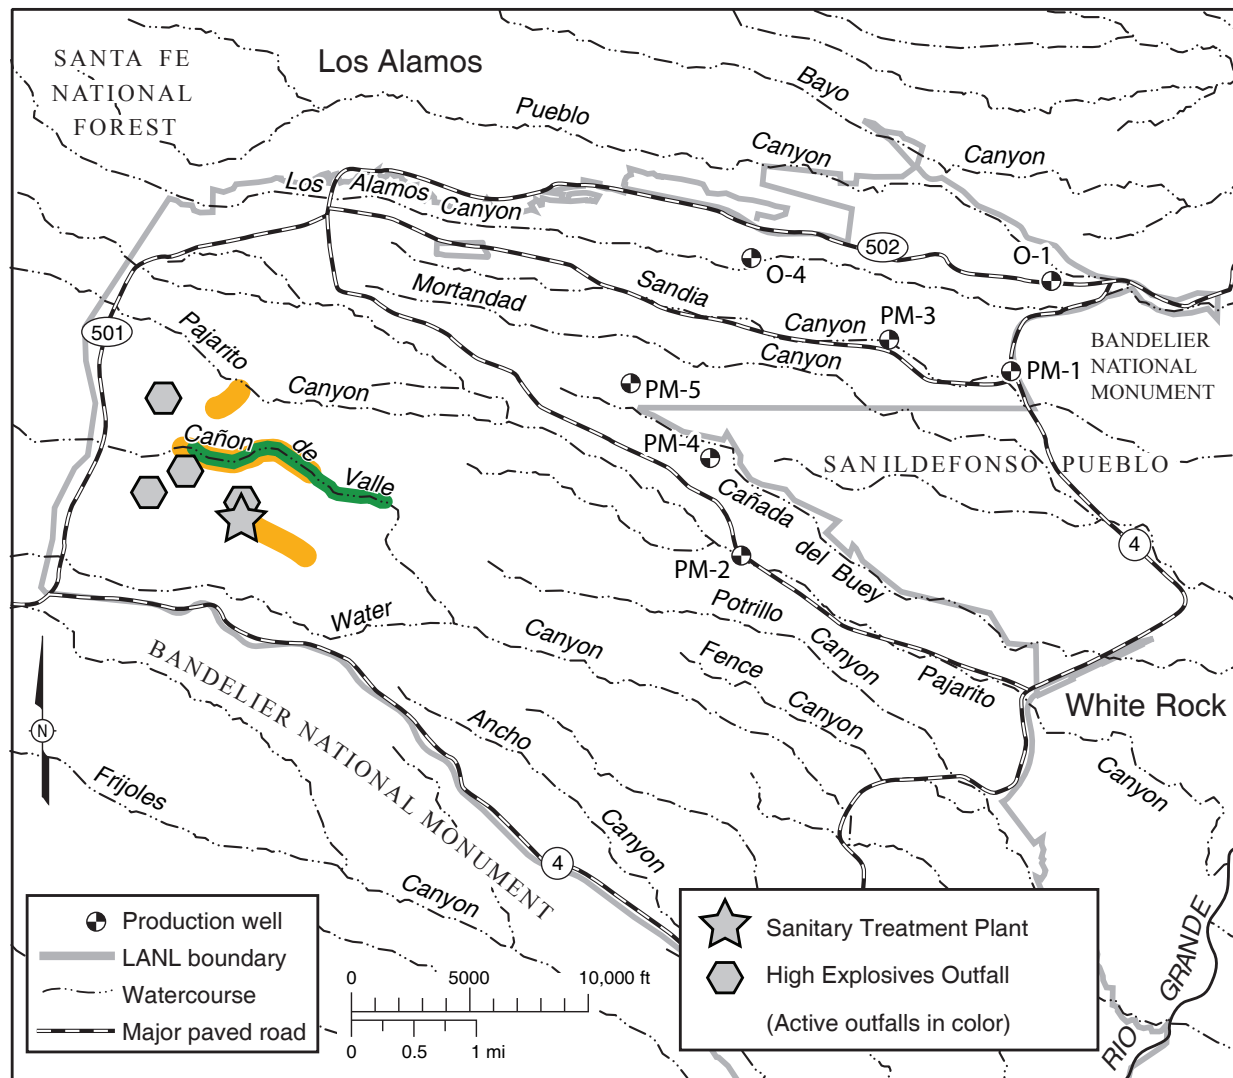 SANTA FE
NATIONAL
FOREST
Los Alamos
Bayo
Canyon
Pueblo
Canyon
Los Alamos Canyon
502
O-1
O-4
Sandia
Canyon
Mortandad
Canyon
PM-3
PM-1
BANDELIER
NATIONAL
MONUMENT
501
Pajarito
Canyon
PM-5
PM-4
SANILDEFONSO PUEBLO
Cañon de Valle
Cañada
del Buey
4
PM-2
Water
Canyon
Potrillo
Canyon
Fence
Canyon
Pajarito
White Rock
Canyon
BANDELIER NATIONAL MONUMENT
N
Ancho
Canyon
Frijoles
Canyon
4
RIO GRANDE
Production well
LANL boundary
Watercourse
Major paved road
0 5000 10,000 ft
0 0.5 1 mi
Sanitary Treatment Plant
High Explosives Outfall
(Active outfalls in color)